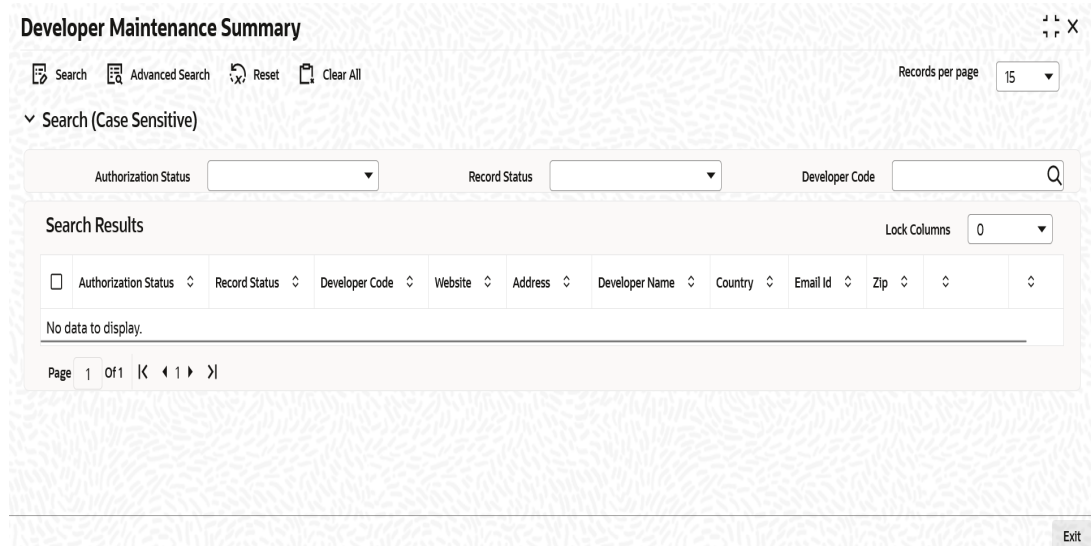 Developer Maintenance Summary
Search Advanced Search Reset Clear All Records per page 15
Search (Case Sensitive)
Authorization Status Record Status Developer Code
Search Results Lock Columns 0
Authorization Status Record Status Developer Code Website Address Developer Name Country Email Id Zip
No data to display.
Page 1 Of 1 1
Exit